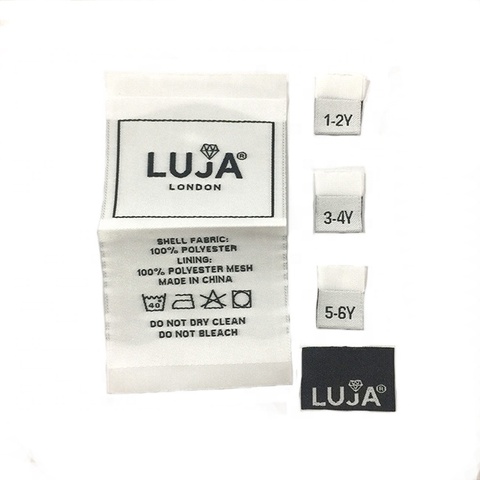 LUJA®
LONDON
SHELL FABRIC:
100% POLYESTER
LINING:
100% POLYESTER MESH
MADE IN CHINA
40
DO NOT DRY CLEAN
DO NOT BLEACH
1-2Y
3-4Y
5-6Y
LUJA®